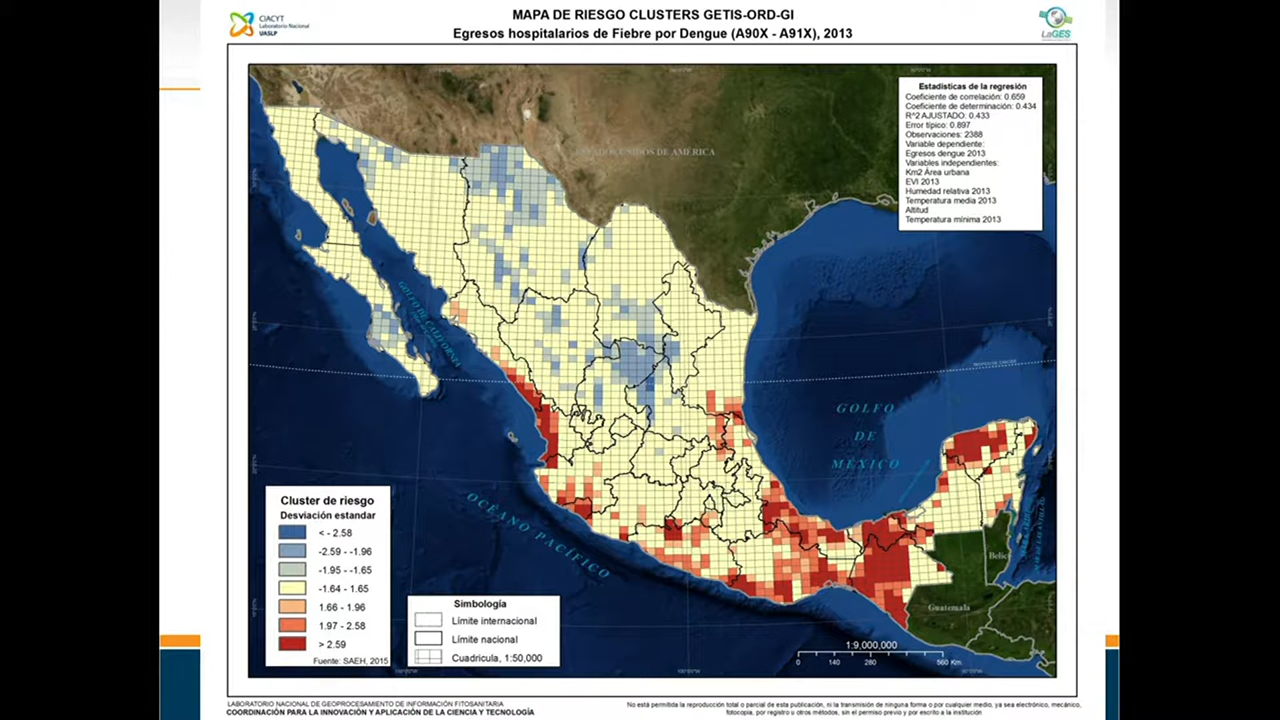 CIACYT
Laboratorio Nacional
UASLP
MAPA DE RIESGO CLUSTERS GETIS-ORD-GI
Egresos hospitalarios de Fiebre por Dengue (A90X - A91X), 2013
LaGES
Estadísticas de la regresión
Coeficiente de correlación: 0.659
Coeficiente de determinación: 0.434
R^2 AJUSTADO: 0.433
Error típico: 0.897
Observaciones: 2388
Variable dependiente:
Egresos dengue 2013
Variables independientes:
Km2 Área urbana
EVI 2013
Humedad relativa 2013
Temperatura media 2013
Altitud
Temperatura mínima 2013
ESTADOS UNIDOS DE AMÉRICA
GOLFO DE CALIFORNIA
GOLFO
DE
MÉXICO
OCÉANO PACÍFICO
Belice
Guatemala
Cluster de riesgo
Desviación estandar
< - 2.58
-2.59 - -1.96
-1.95 - -1.65
-1.64 - 1.65
1.66 - 1.96
1.97 - 2.58
> 2.59
Fuente: SAEH, 2015
Simbología
Límite internacional
Límite nacional
Cuadricula, 1:50,000
1:9,000,000
0 140 280 560 Km.
LABORATORIO NACIONAL DE GEOPROCESAMIENTO DE INFORMACIÓN FITOSANITARIA
COORDINACIÓN PARA LA INNOVACIÓN Y APLICACIÓN DE LA CIENCIA Y TECNOLOGÍA
No está permitida la reproducción total o parcial de esta publicación, ni la transmisión de ninguna forma o por cualquier medio, ya sea electrónico, mecánico,
fotocopia, por registro u otros métodos, sin el permiso previo y por escrito a la institución